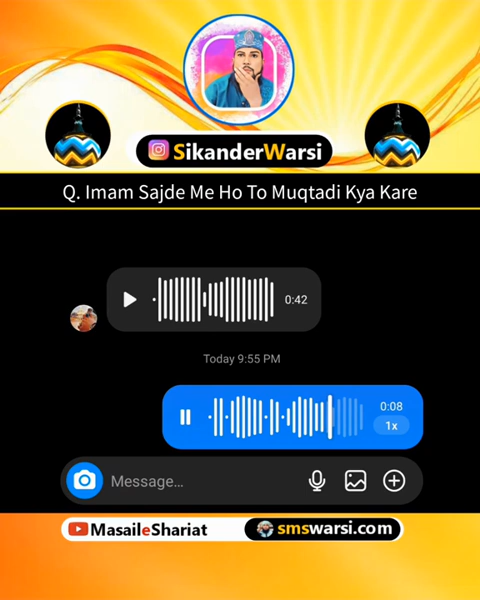 SikanderWarsi
Q. Imam Sajde Me Ho To Muqtadi Kya Kare
0:42
Today 9:55 PM
0:08
1x
Message...
MasaileShariat
smswarsi.com